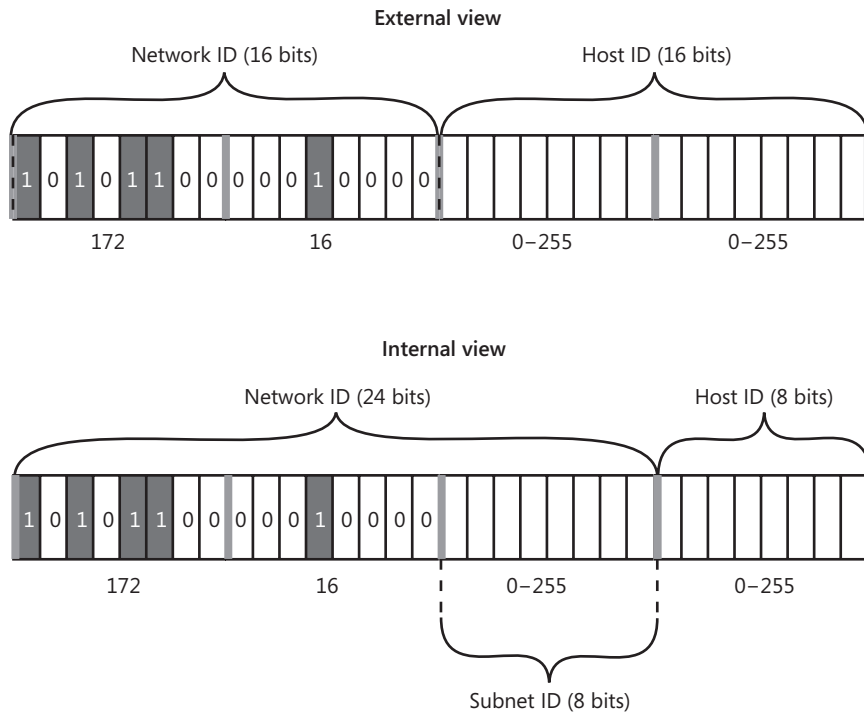 External view
Network ID (16 bits) Host ID (16 bits)
1 0 1 0 1 1 0 0 0 0 0 1 0 0 0 0
172 16 0–255 0–255
Internal view
Network ID (24 bits) Host ID (8 bits)
1 0 1 0 1 1 0 0 0 0 0 1 0 0 0 0
172 16 0–255 0–255
Subnet ID (8 bits)